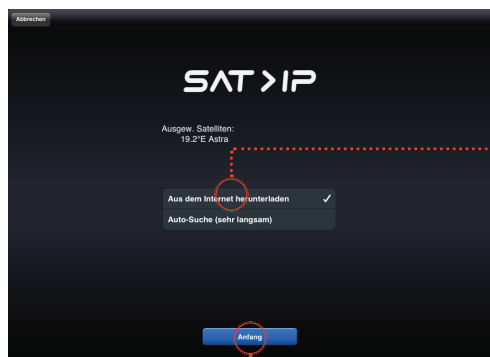 Abbrechen
SAT>IP
Ausgew. Satelliten:
19.2°E Astra
Aus dem Internet herunterladen
Auto-Suche (sehr langsam)
Anfang